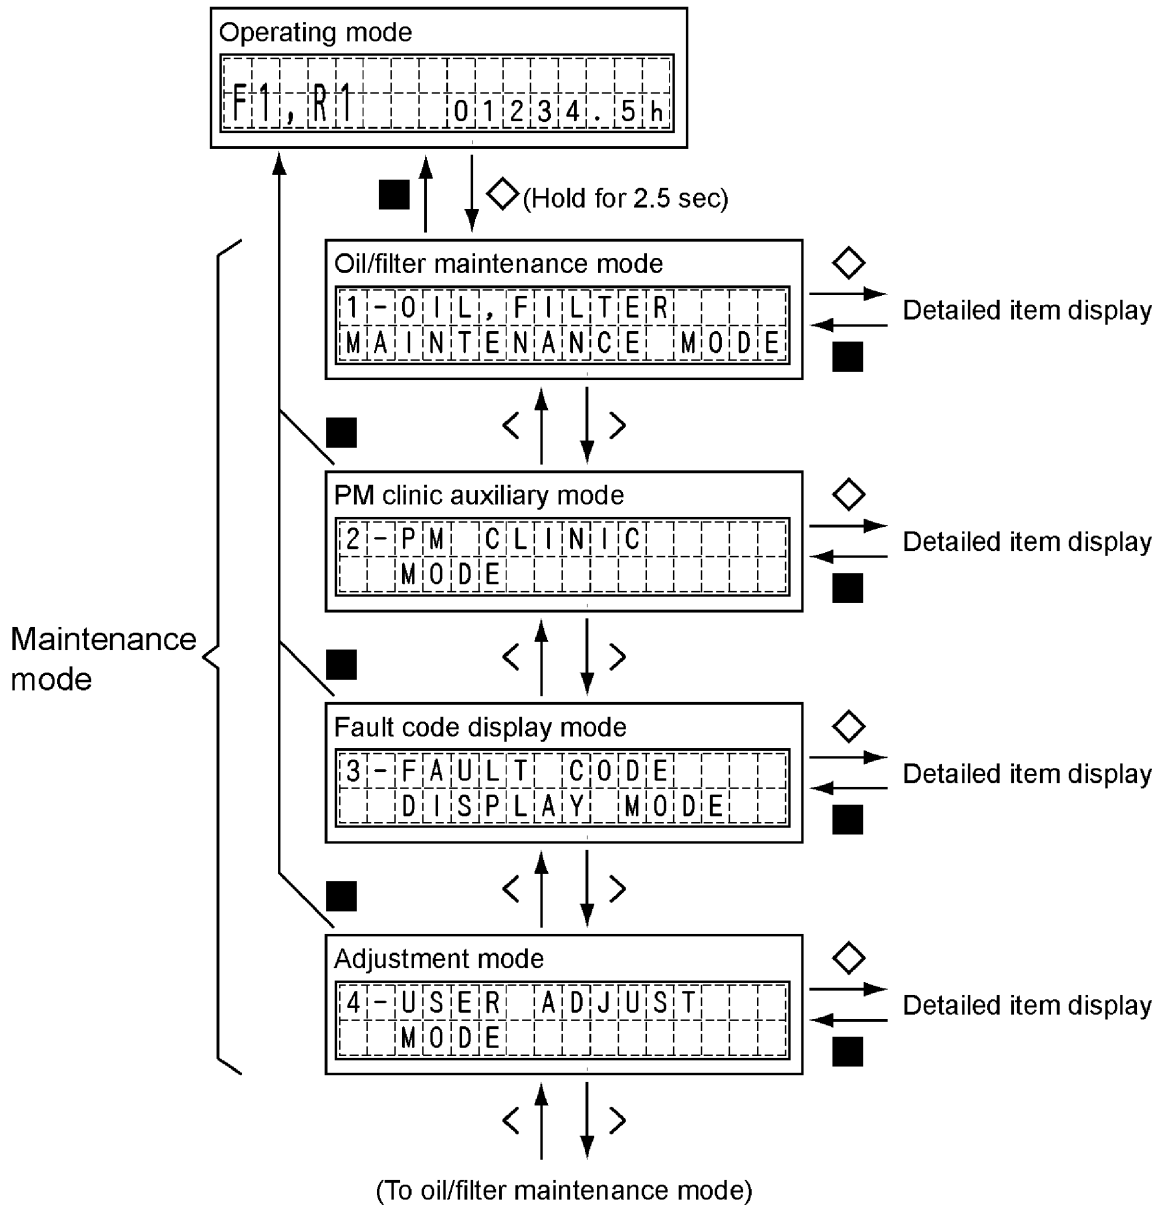 Operating mode
F1,R1 01234.5h
(Hold for 2.5 sec)
Oil/filter maintenance mode
1-OIL,FILTER
MAINTENANCE MODE
Detailed item display
< >
PM clinic auxiliary mode
2-PM CLINIC
MODE
Detailed item display
Maintenance
mode
< >
Fault code display mode
3-FAULT CODE
DISPLAY MODE
Detailed item display
< >
Adjustment mode
4-USER ADJUST
MODE
Detailed item display
< >
(To oil/filter maintenance mode)